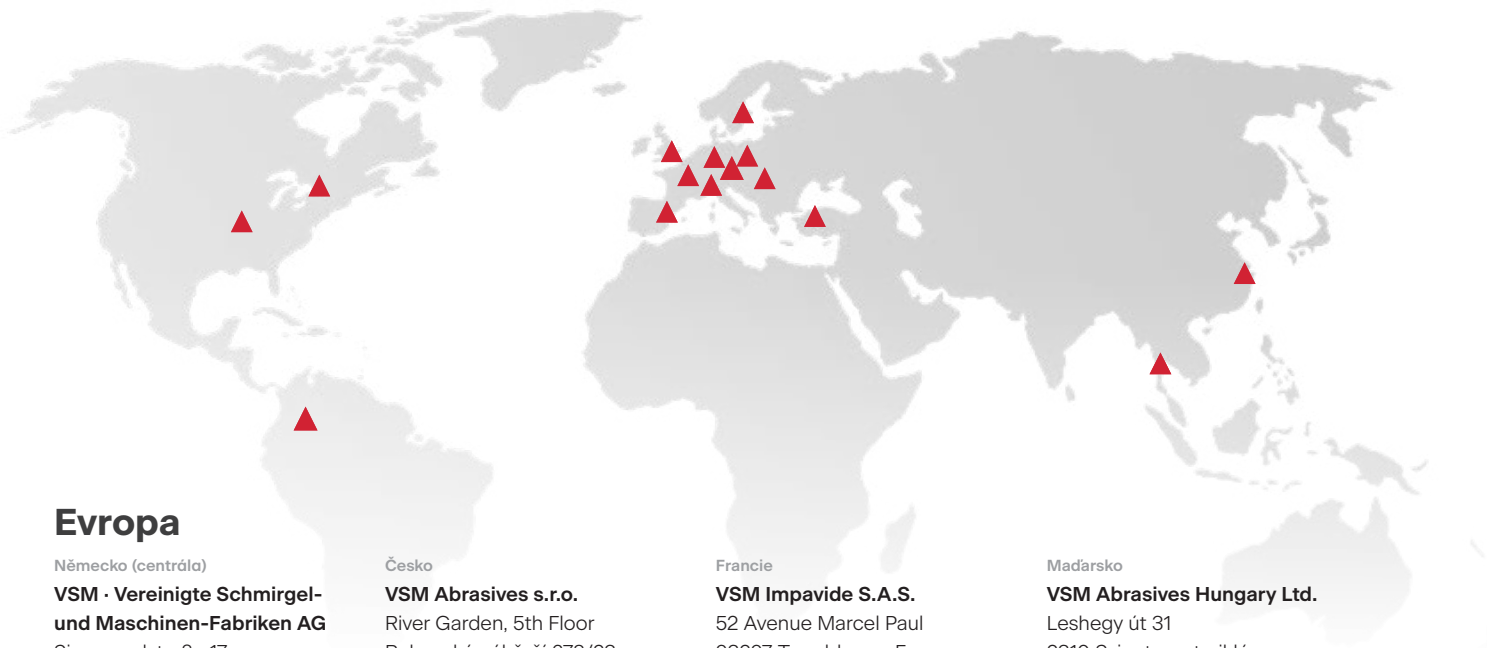 Evropa
Německo (centrála)
VSM · Vereinigte Schmirgel-
und Maschinen-Fabriken AG
Česko
VSM Abrasives s.r.o.
River Garden, 5th Floor
Francie
VSM Impavide S.A.S.
52 Avenue Marcel Paul
Maďarsko
VSM Abrasives Hungary Ltd.
Leshegy út 31